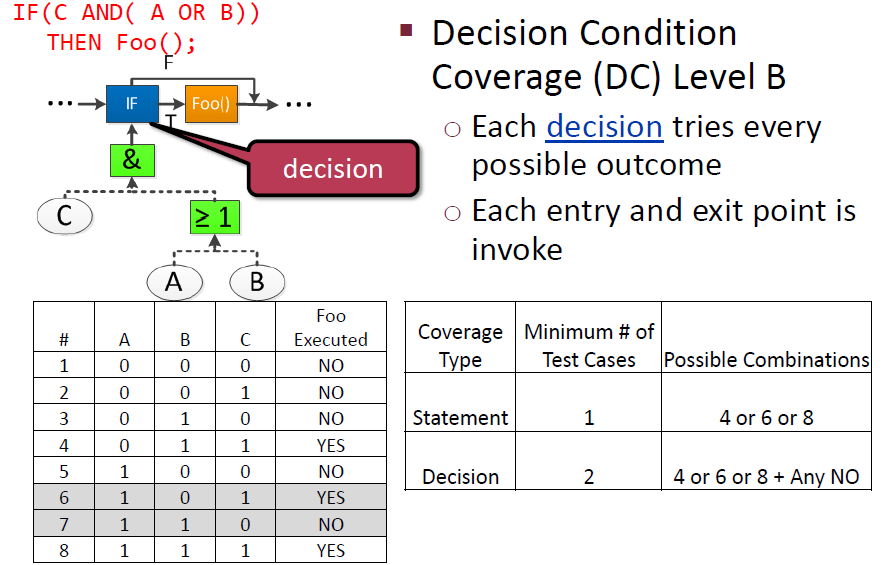 IF(C AND( A OR B))
THEN Foo();
F
... IF Foo() ...
T
decision
&
C
≥ 1
A B
▪ Decision Condition
Coverage (DC) Level B
○ Each decision tries every
possible outcome
○ Each entry and exit point is
invoke
# A B C Foo Executed
1 0 0 0 NO
2 0 0 1 NO
3 0 1 0 NO
4 0 1 1 YES
5 1 0 0 NO
6 1 0 1 YES
7 1 1 0 NO
8 1 1 1 YES
Coverage Type Minimum # of Test Cases Possible Combinations
Statement 1 4 or 6 or 8
Decision 2 4 or 6 or 8 + Any NO